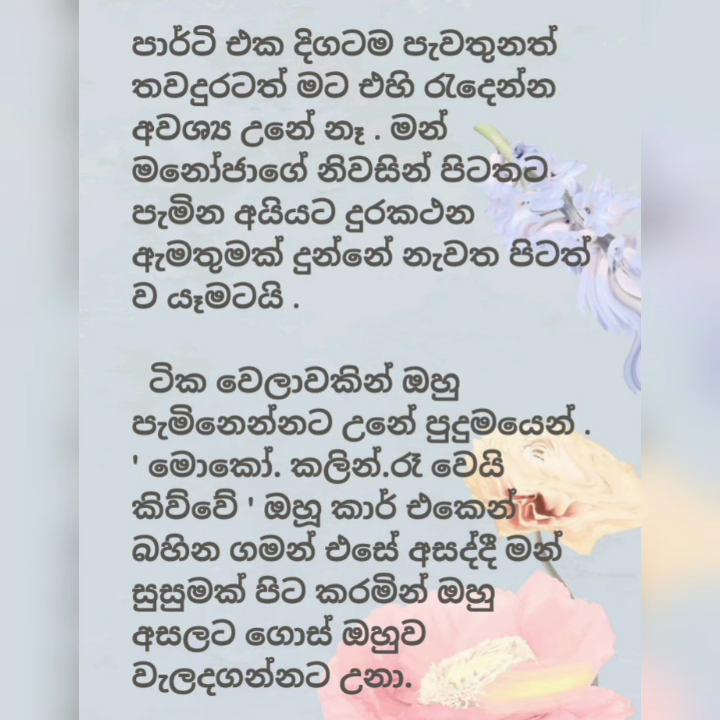 පාර්ටි එක දිගටම පැවතුනත්
තවදුරටත් මට එහි රැදෙන්න
අවශ්‍ය උනේ නෑ . මන්
මනෝජාගේ නිවසින් පිටතට
පැමින අයියට දුරකථන
ඇමතුමක් දුන්නේ නැවත පිටත්
ව යෑමටයි .
ටික වෙලාවකින් ඔහු
පැමිනෙන්නට උනේ පුදුමයෙන් .
' මොකෝ. කලින්.රෑ වෙයි
කිව්වේ ' ඔහූ කාර් එකෙන්
බහින ගමන් එසේ අසද්දී මන්
සුසුමක් පිට කරමින් ඔහු
අසලට ගොස් ඔහුව
වැලදගන්නට උනා.